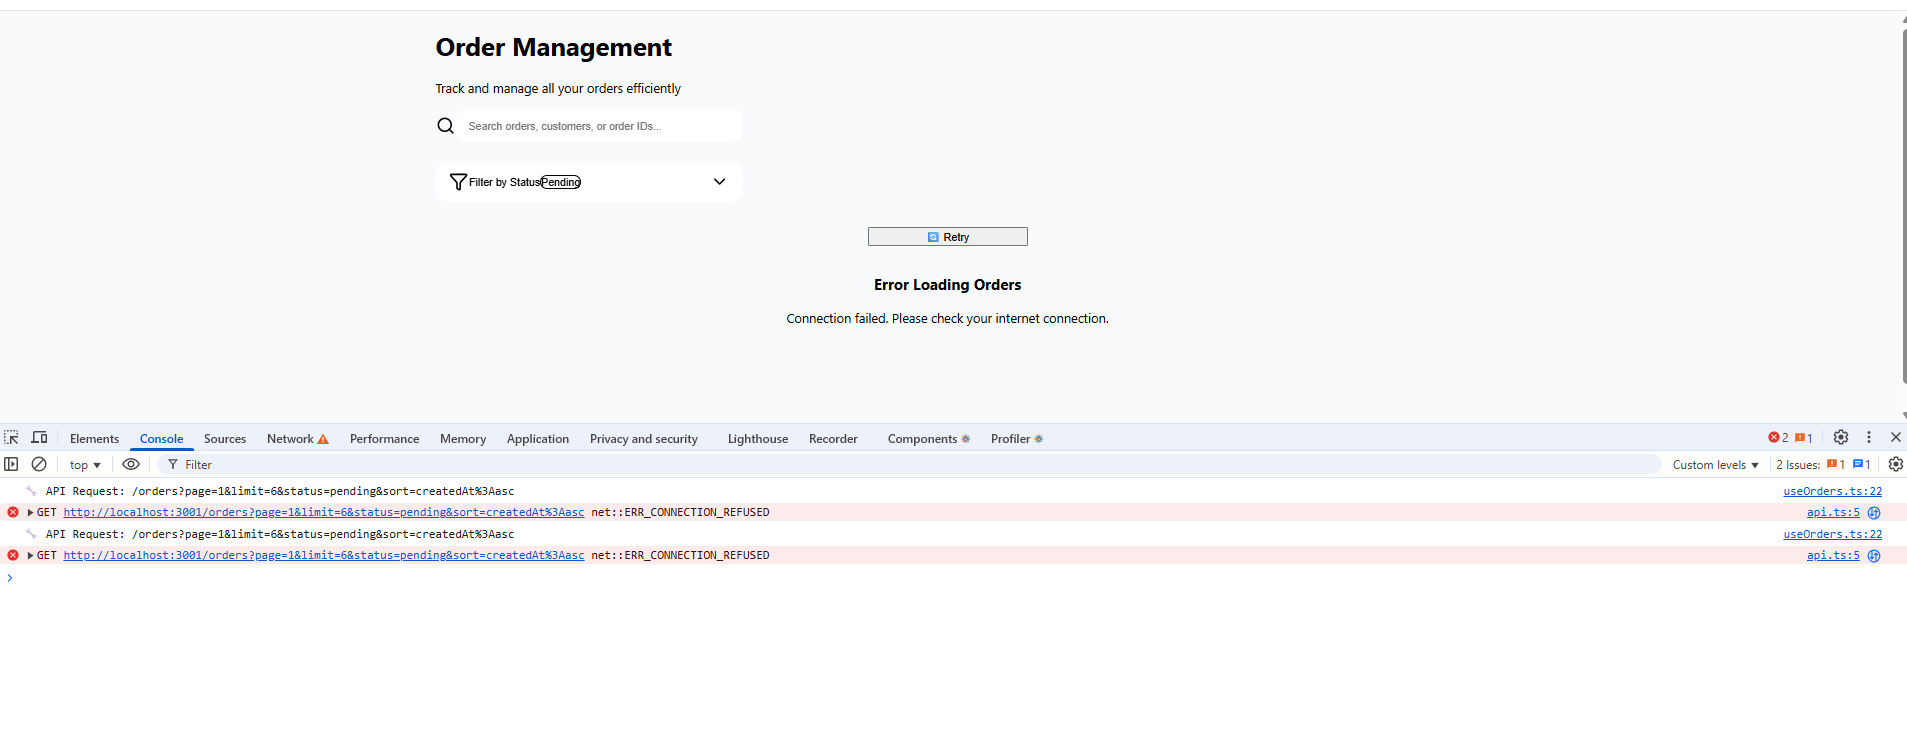 Order Management
Track and manage all your orders efficiently
Search orders, customers, or order IDs...
Filter by Status Pending
Retry
Error Loading Orders
Connection failed. Please check your internet connection.
Elements Console Sources Network Performance Memory Application Privacy and security Lighthouse Recorder Components Profiler 2 1
top Filter Custom levels 2 Issues: 1 1
API Request: /orders?page=1&limit=6&status=pending&sort=createdAt%3Aasc useOrders.ts:22
GET http://localhost:3001/orders?page=1&limit=6&status=pending&sort=createdAt%3Aasc net::ERR_CONNECTION_REFUSED api.ts:5
API Request: /orders?page=1&limit=6&status=pending&sort=createdAt%3Aasc useOrders.ts:22
GET http://localhost:3001/orders?page=1&limit=6&status=pending&sort=createdAt%3Aasc net::ERR_CONNECTION_REFUSED api.ts:5